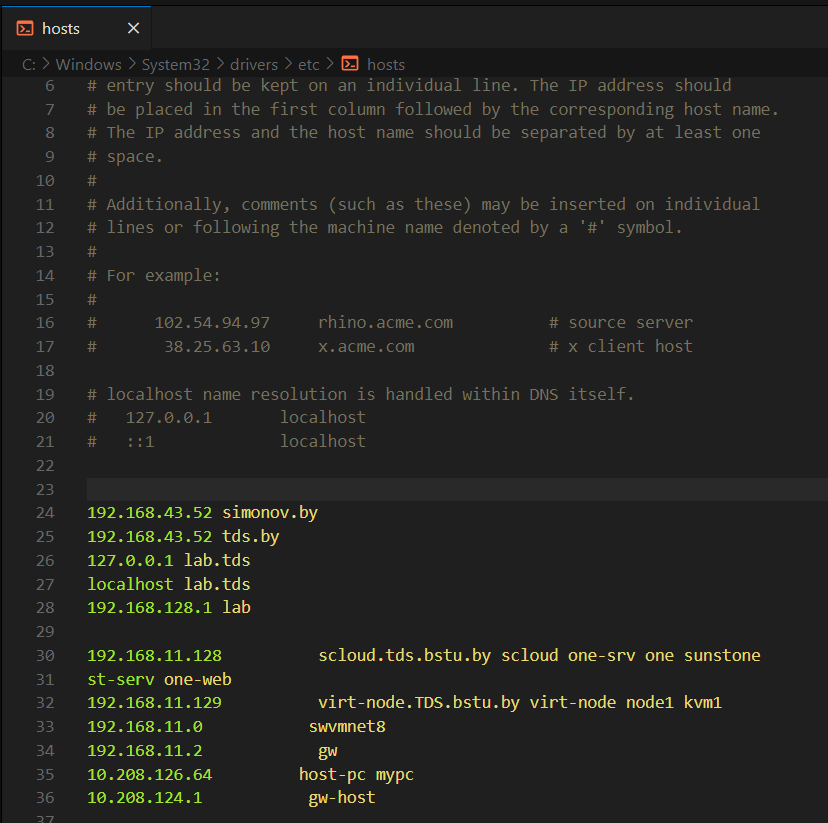 hosts
C: > Windows > System32 > drivers > etc > hosts
6 # entry should be kept on an individual line. The IP address should
7 # be placed in the first column followed by the corresponding host name.
8 # The IP address and the host name should be separated by at least one
9 # space.
10 #
11 # Additionally, comments (such as these) may be inserted on individual
12 # lines or following the machine name denoted by a '#' symbol.
13 #
14 # For example:
15 #
16 #      102.54.94.97     rhino.acme.com          # source server
17 #       38.25.63.10     x.acme.com              # x client host
18
19 # localhost name resolution is handled within DNS itself.
20 #   127.0.0.1       localhost
21 #   ::1             localhost
22
23
24 192.168.43.52 simonov.by
25 192.168.43.52 tds.by
26 127.0.0.1 lab.tds
27 localhost lab.tds
28 192.168.128.1 lab
29
30 192.168.11.128          scloud.tds.bstu.by scloud one-srv one sunstone
31 st-serv one-web
32 192.168.11.129          virt-node.TDS.bstu.by virt-node node1 kvm1
33 192.168.11.0           swvmnet8
34 192.168.11.2            gw
35 10.208.126.64         host-pc mypc
36 10.208.124.1           gw-host
37